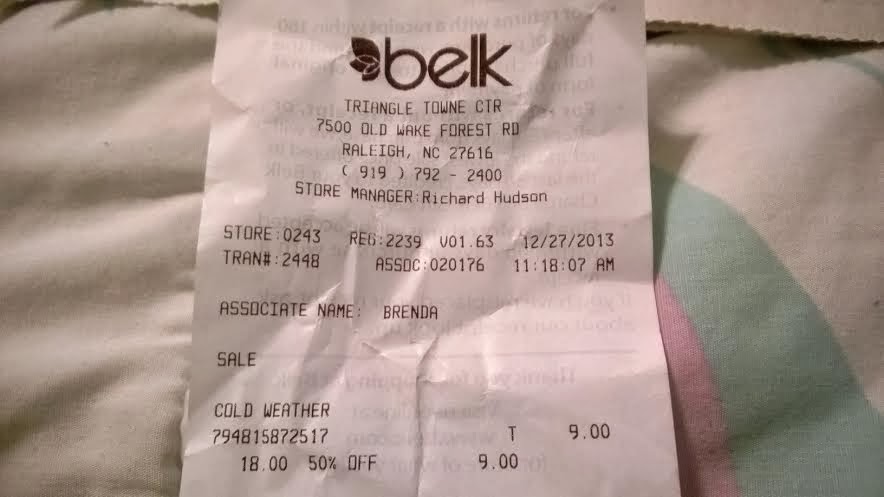 belk
TRIANGLE TOWNE CTR
7500 OLD WAKE FOREST RD
RALEIGH, NC 27616
( 919 ) 792 - 2400
STORE MANAGER:Richard Hudson
STORE:0243 REG:2239 V01.63 12/27/2013
TRAN#:2448 ASSOC:020176 11:18:07 AM
ASSOCIATE NAME: BRENDA
SALE
COLD WEATHER
794815872517 T 9.00
18.00 50% OFF 9.00